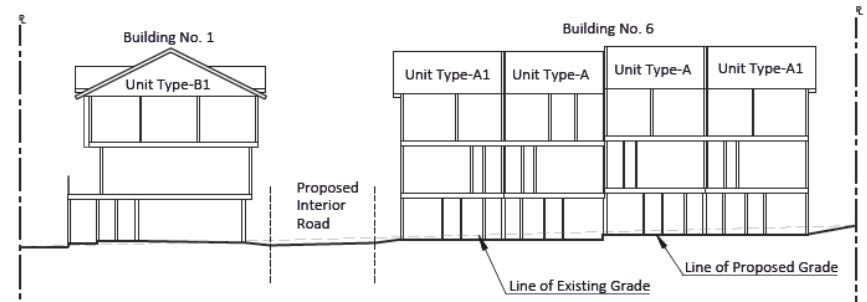 ℄
℄
Building No. 1
Building No. 6
Unit Type-B1
Unit Type-A1
Unit Type-A
Unit Type-A
Unit Type-A1
Proposed
Interior
Road
Line of Existing Grade
Line of Proposed Grade